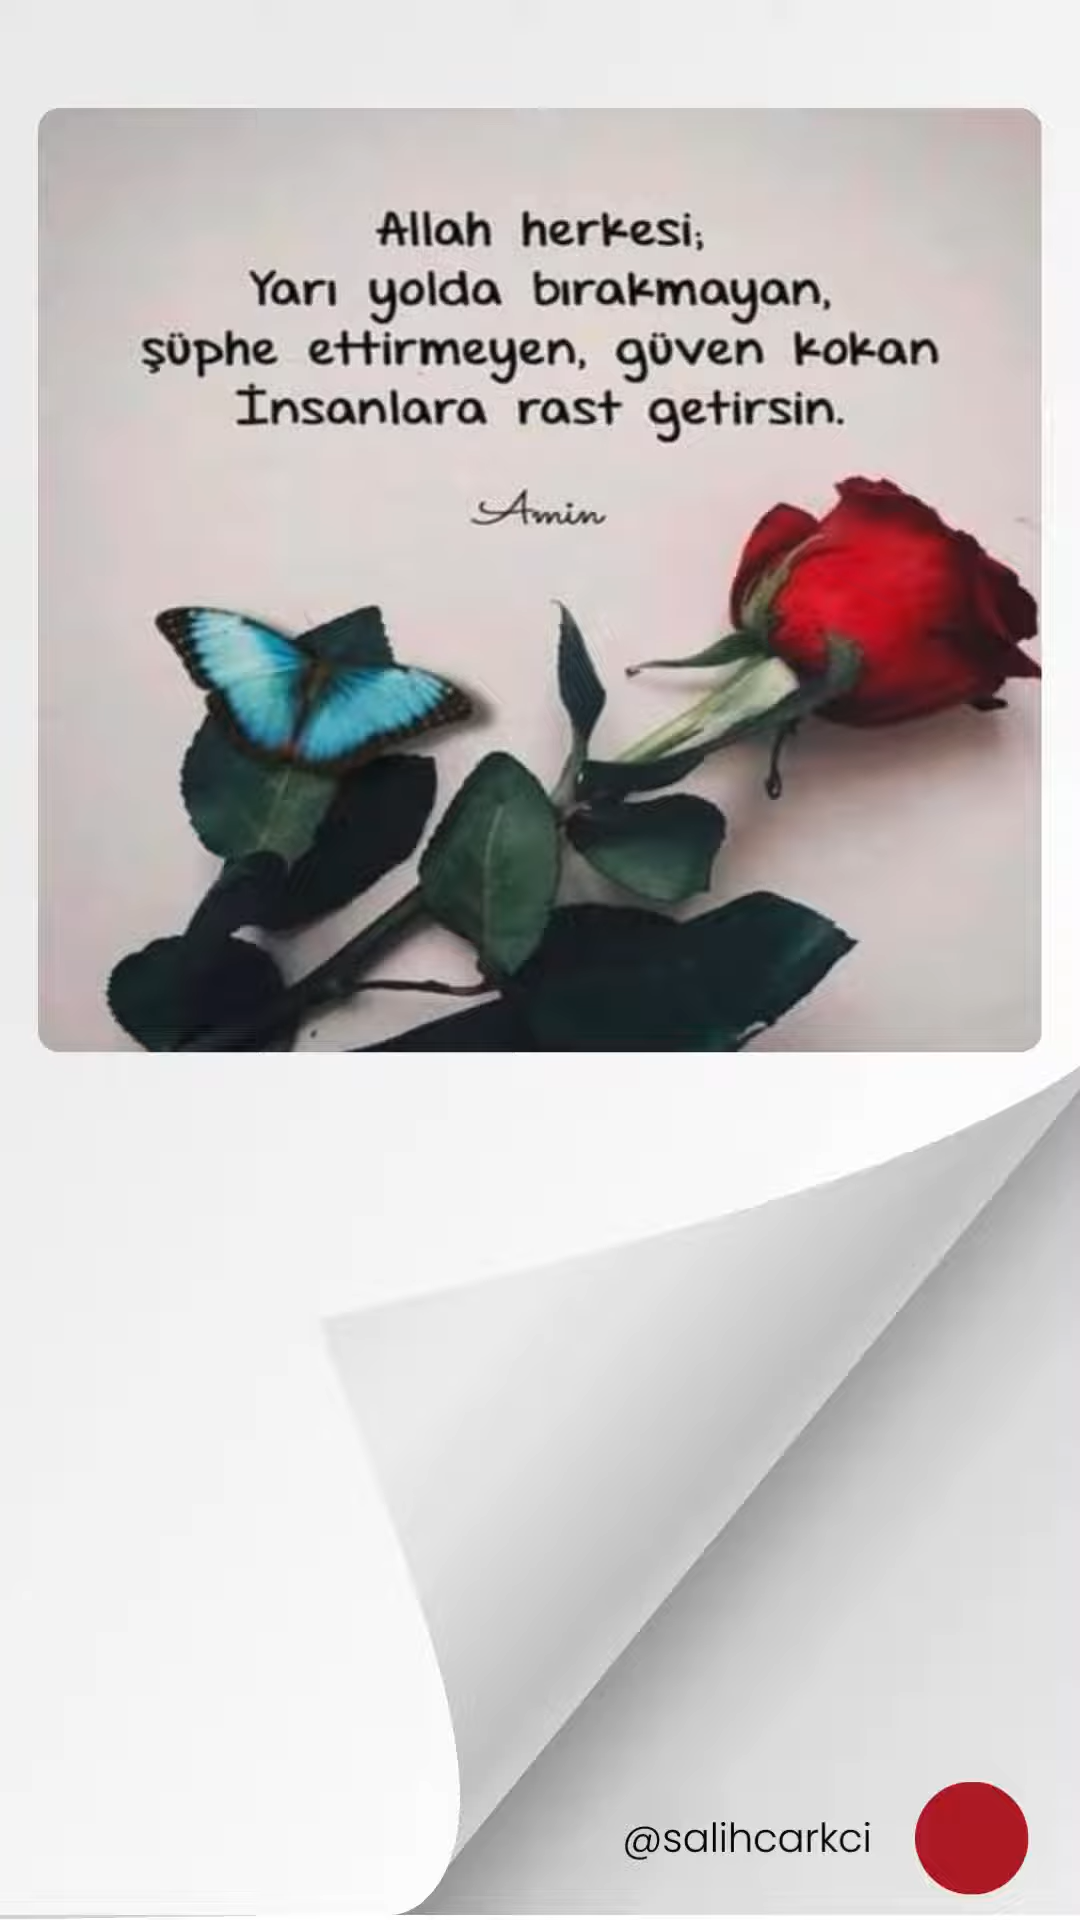 Allah herkesi;
Yarı yolda bırakmayan,
şüphe ettirmeyen, güven kokan
İnsanlara rast getirsin.
Amin
@salihcarkci